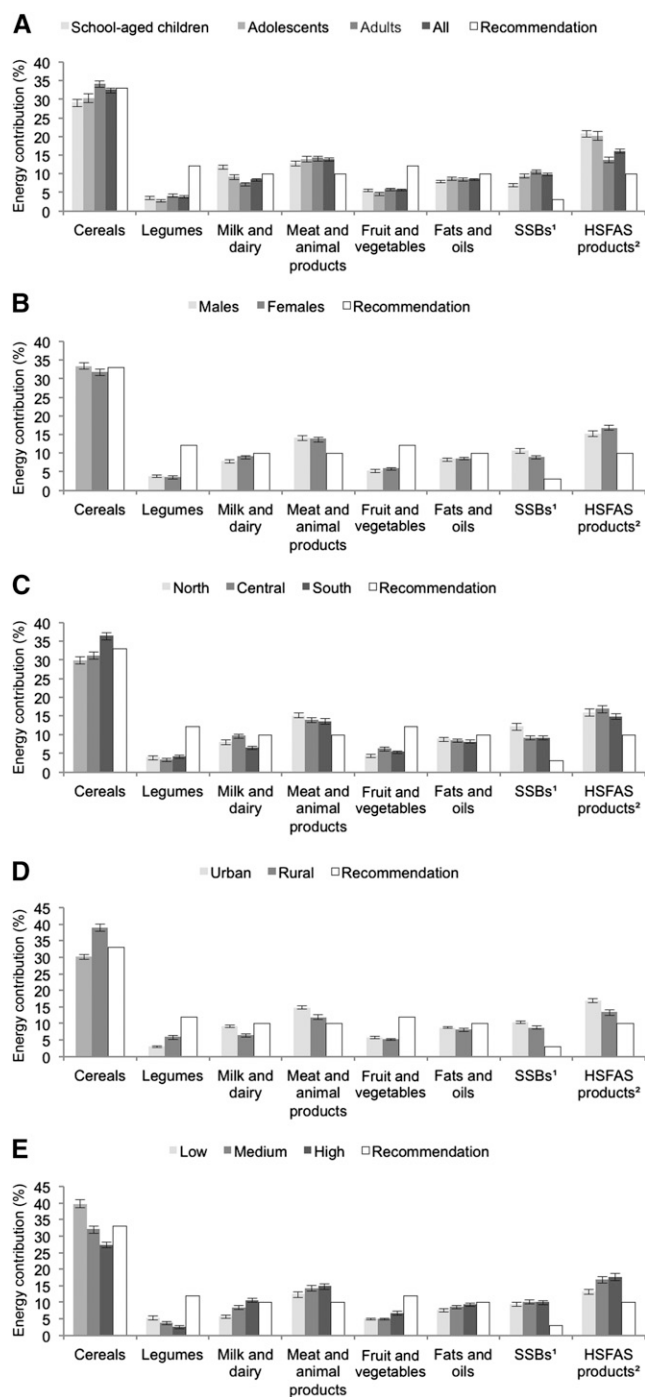 A
School-aged children Adolescents Adults All Recommendation
Energy contribution (%)
40
35
30
25
20
15
10
5
0
Cereals Legumes Milk and dairy Meat and animal products Fruit and vegetables Fats and oils SSBs¹ HSFAS products²
B
Males Females Recommendation
Energy contribution (%)
40
35
30
25
20
15
10
5
0
Cereals Legumes Milk and dairy Meat and animal products Fruit and vegetables Fats and oils SSBs¹ HSFAS products²
C
North Central South Recommendation
Energy contribution (%)
40
35
30
25
20
15
10
5
0
Cereals Legumes Milk and dairy Meat and animal products Fruit and vegetables Fats and oils SSBs¹ HSFAS products²
D
Urban Rural Recommendation
Energy contribution (%)
45
40
35
30
25
20
15
10
5
0
Cereals Legumes Milk and dairy Meat and animal products Fruit and vegetables Fats and oils SSBs¹ HSFAS products²
E
Low Medium High Recommendation
Energy contribution (%)
45
40
35
30
25
20
15
10
5
0
Cereals Legumes Milk and dairy Meat and animal products Fruit and vegetables Fats and oils SSBs¹ HSFAS products²